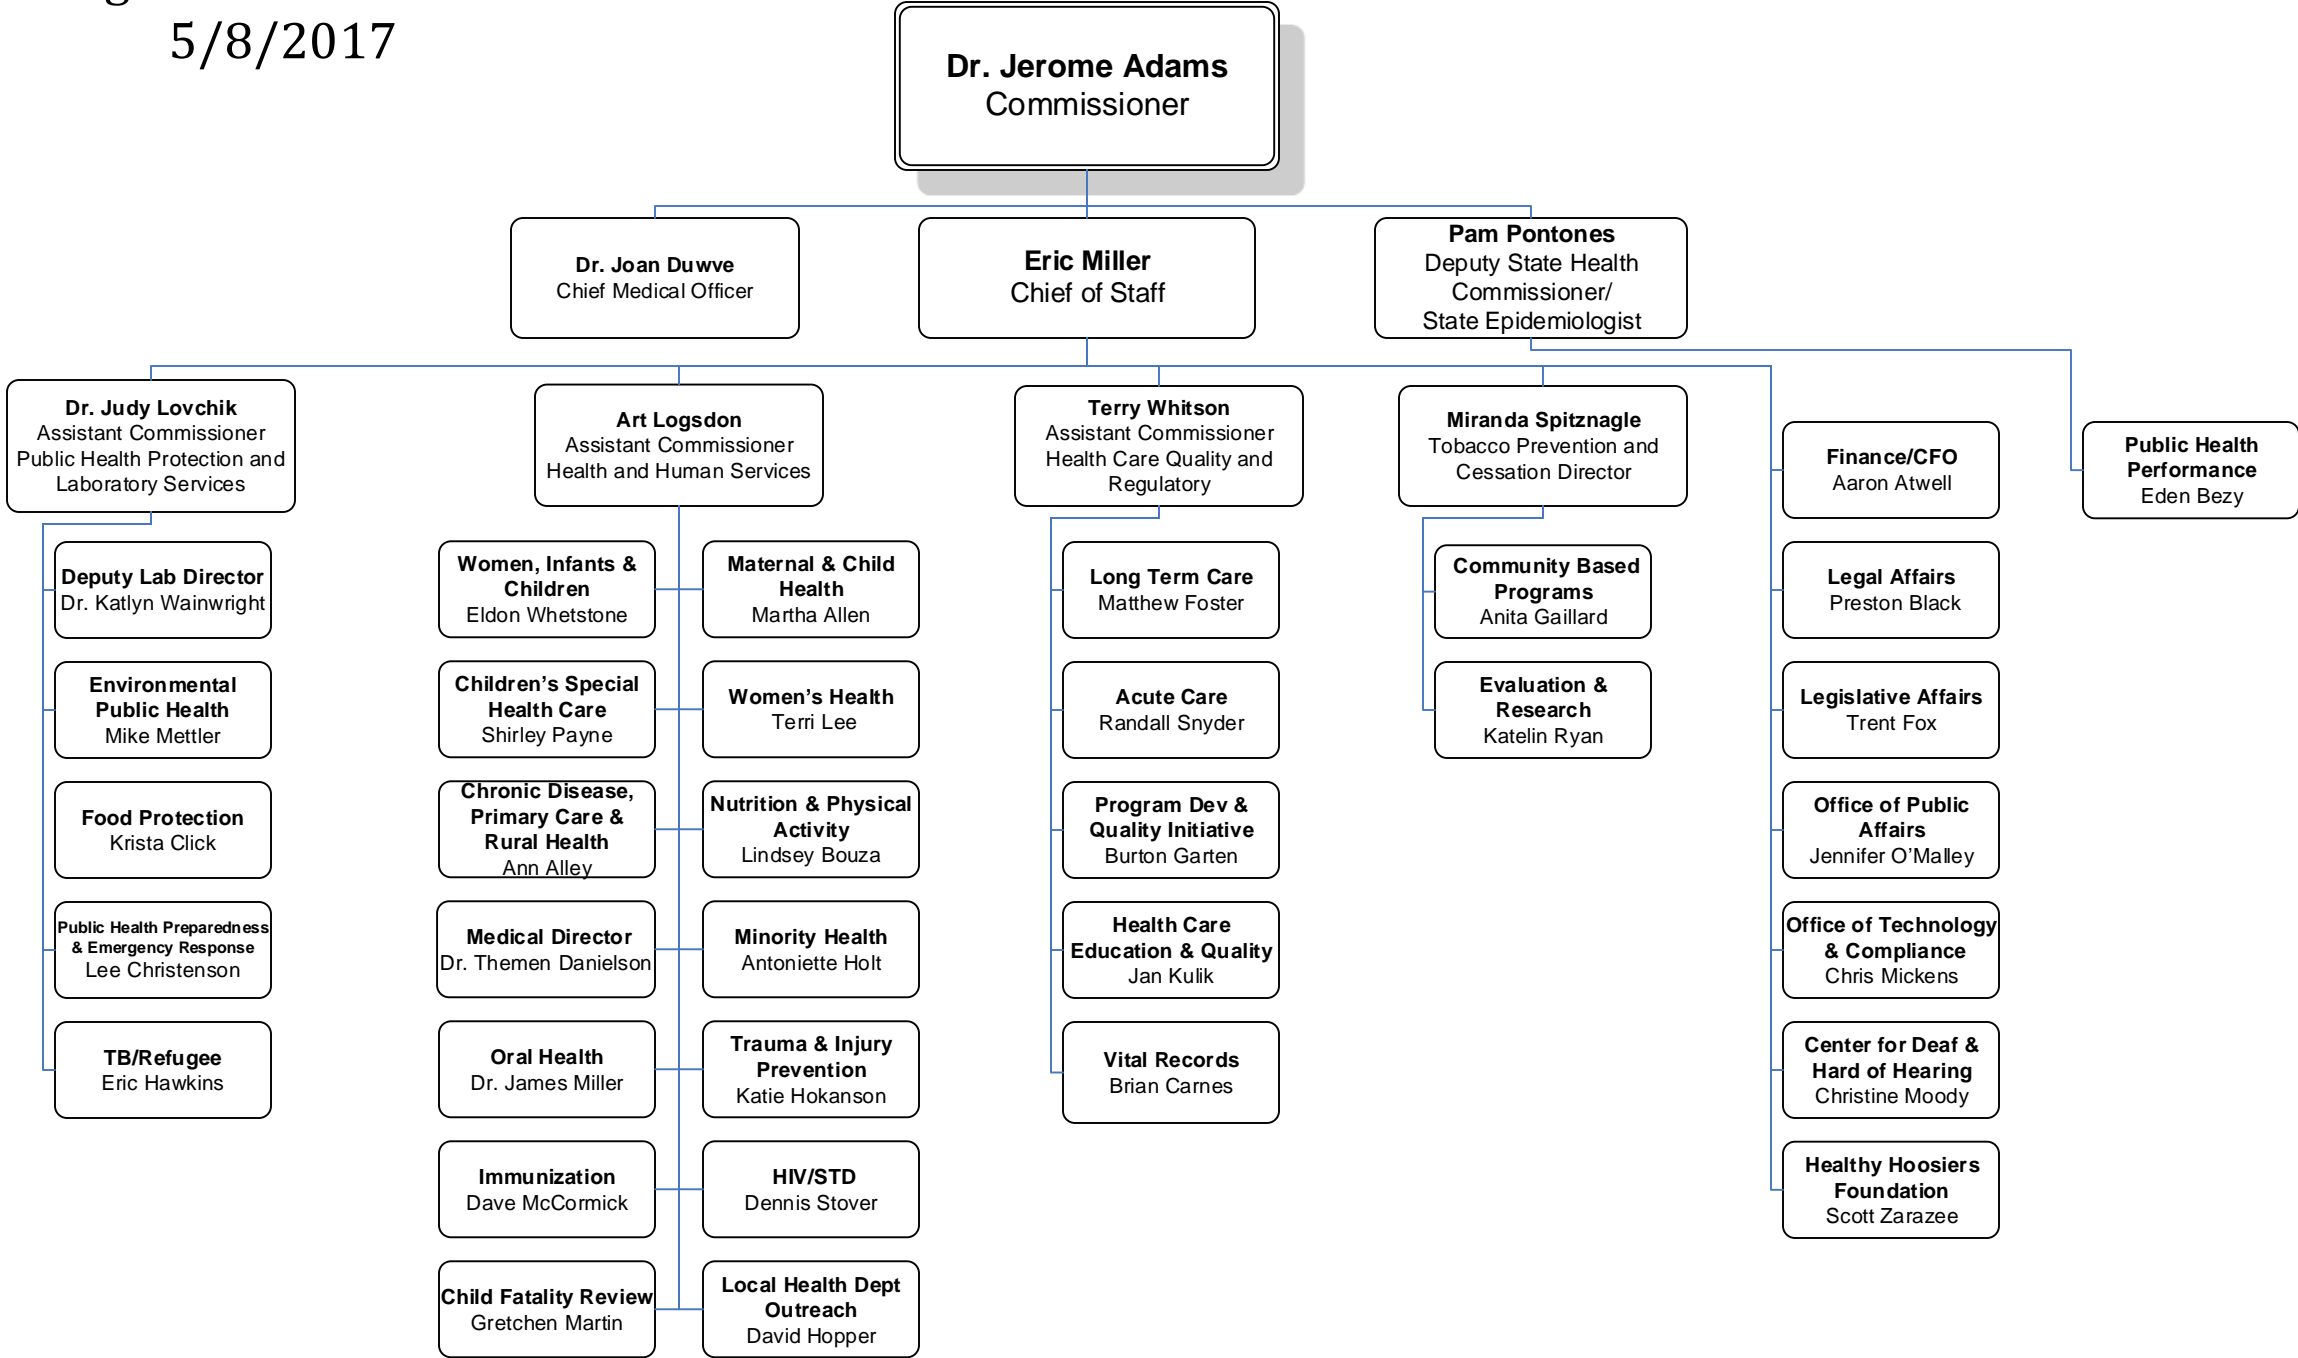 5/8/2017
Dr. Jerome Adams
Commissioner
Dr. Joan Duwve
Chief Medical Officer
Eric Miller
Chief of Staff
Pam Pontones
Deputy State Health
Commissioner/
State Epidemiologist
Dr. Judy Lovchik
Assistant Commissioner
Public Health Protection and
Laboratory Services
Art Logsdon
Assistant Commissioner
Health and Human Services
Terry Whitson
Assistant Commissioner
Health Care Quality and
Regulatory
Miranda Spitznagle
Tobacco Prevention and
Cessation Director
Finance/CFO
Aaron Atwell
Public Health
Performance
Eden Bezy
Deputy Lab Director
Dr. Katlyn Wainwright
Environmental
Public Health
Mike Mettler
Food Protection
Krista Click
Public Health Preparedness
& Emergency Response
Lee Christenson
TB/Refugee
Eric Hawkins
Women, Infants &
Children
Eldon Whetstone
Maternal & Child
Health
Martha Allen
Children’s Special
Health Care
Shirley Payne
Women’s Health
Terri Lee
Chronic Disease,
Primary Care &
Rural Health
Ann Alley
Nutrition & Physical
Activity
Lindsey Bouza
Medical Director
Dr. Themen Danielson
Minority Health
Antoniette Holt
Oral Health
Dr. James Miller
Trauma & Injury
Prevention
Katie Hokanson
Immunization
Dave McCormick
HIV/STD
Dennis Stover
Child Fatality Review
Gretchen Martin
Local Health Dept
Outreach
David Hopper
Long Term Care
Matthew Foster
Acute Care
Randall Snyder
Program Dev &
Quality Initiative
Burton Garten
Health Care
Education & Quality
Jan Kulik
Vital Records
Brian Carnes
Community Based
Programs
Anita Gaillard
Evaluation &
Research
Katelin Ryan
Legal Affairs
Preston Black
Legislative Affairs
Trent Fox
Office of Public
Affairs
Jennifer O’Malley
Office of Technology
& Compliance
Chris Mickens
Center for Deaf &
Hard of Hearing
Christine Moody
Healthy Hoosiers
Foundation
Scott Zarazee